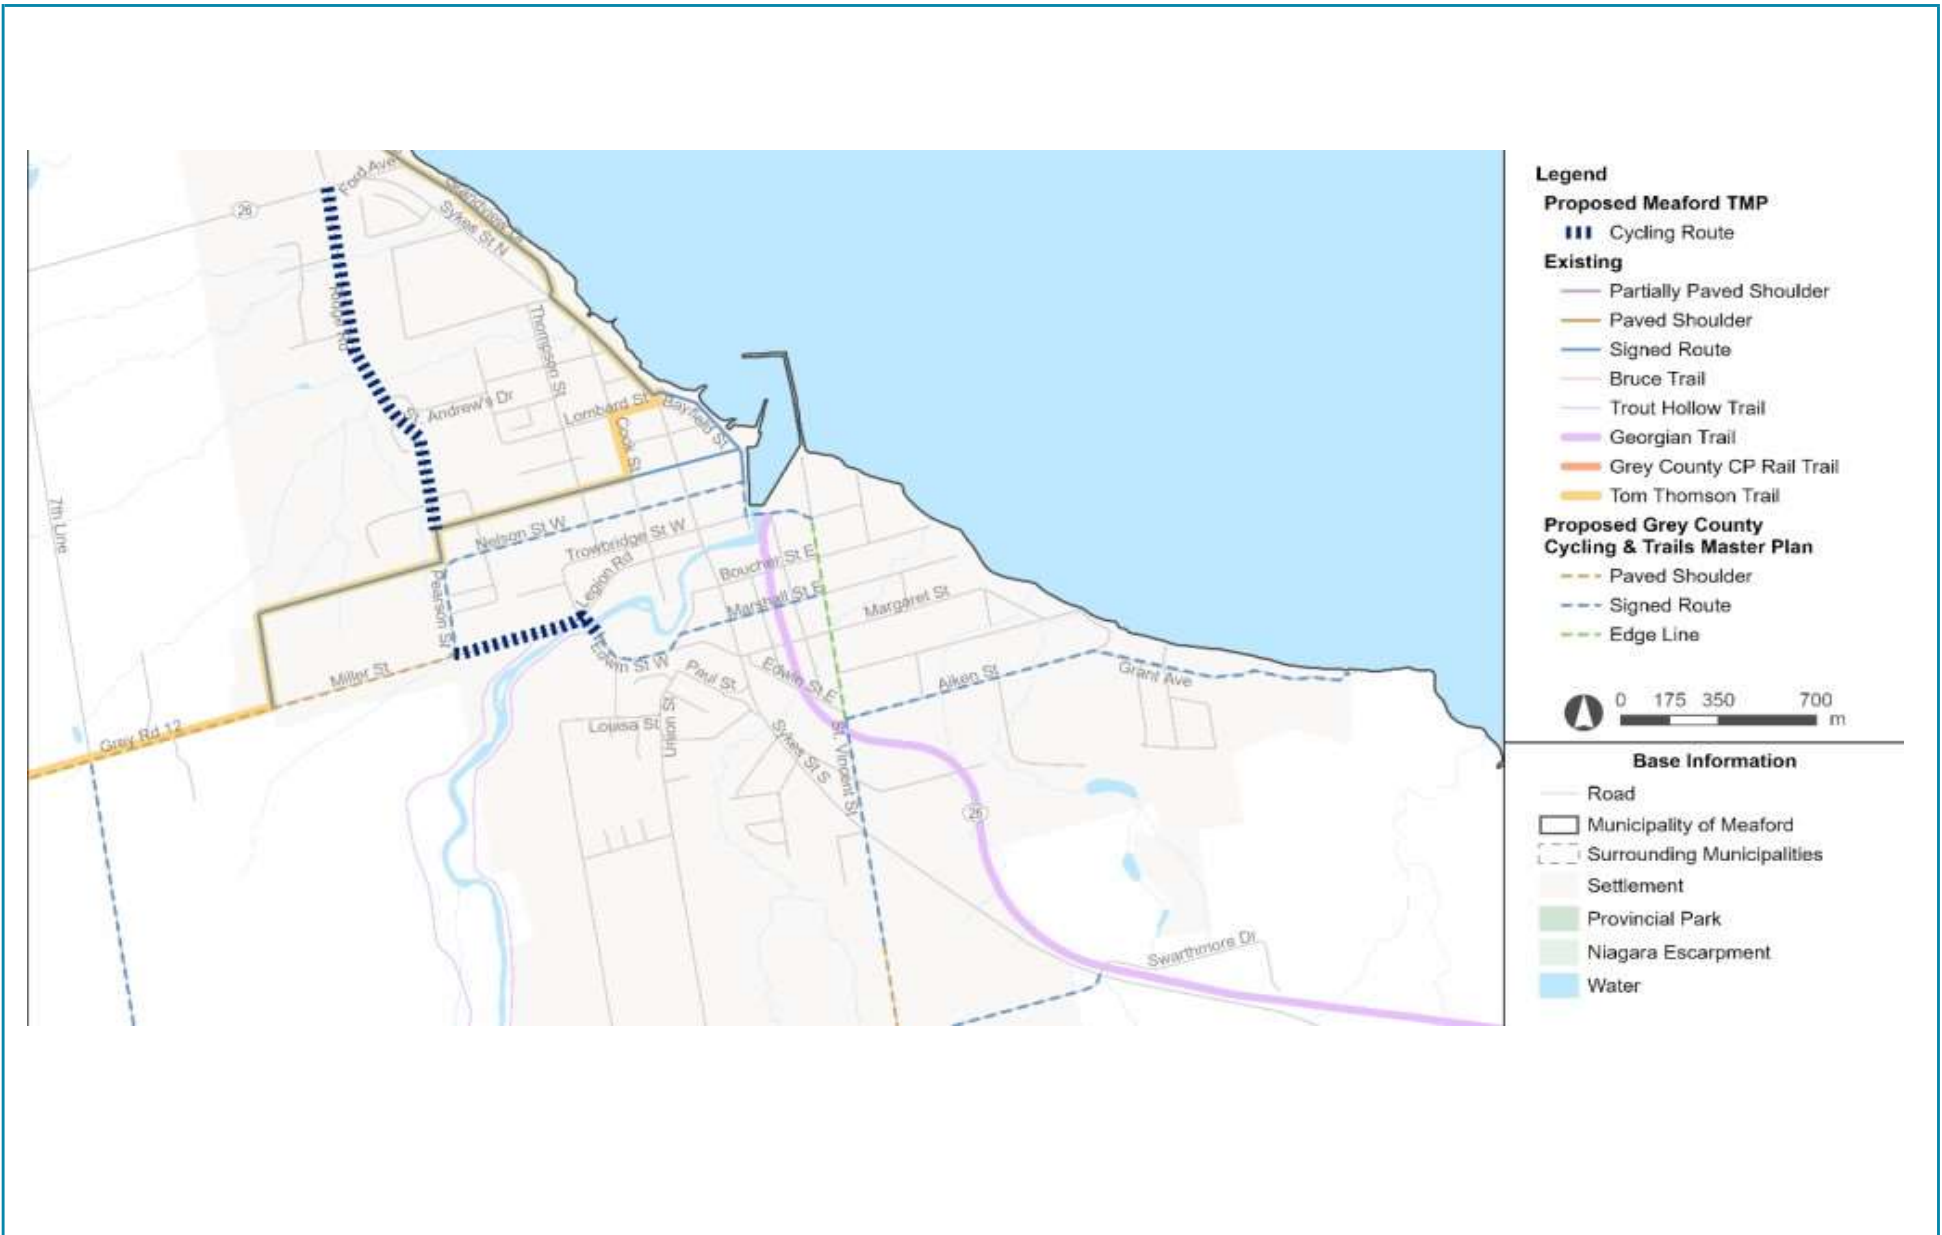 Ford Ave
Grandview Dr
26
Sykes St N
Ridge Rd
Thompson St
St. Andrew's Dr
Lombard St
Bayfield St
Cook St
7th Line
Nelson St W
Trowbridge St W
Legion Rd
Boucher St E
Marshall St E
Margaret St
Pearson St
Miller St
Edwin St W
Paul St
Edwin St E
Aiken St
Grant Ave
Grey Rd 12
Louisa St
Union St
Sykes St S
St. Vincent St
26
Swarthmore Dr
Legend
Proposed Meaford TMP
Cycling Route
Existing
Partially Paved Shoulder
Paved Shoulder
Signed Route
Bruce Trail
Trout Hollow Trail
Georgian Trail
Grey County CP Rail Trail
Tom Thomson Trail
Proposed Grey County
Cycling & Trails Master Plan
Paved Shoulder
Signed Route
Edge Line
0 175 350 700
m
Base Information
Road
Municipality of Meaford
Surrounding Municipalities
Settlement
Provincial Park
Niagara Escarpment
Water